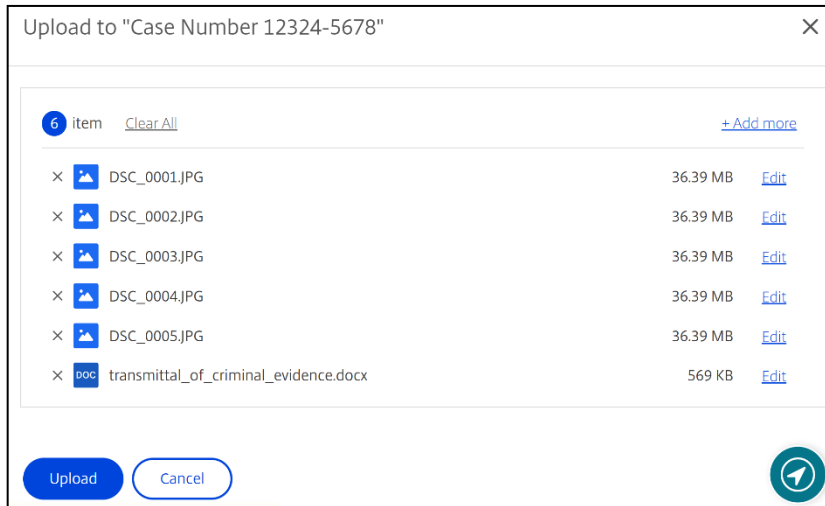 Upload to "Case Number 12324-5678"
6 item Clear All + Add more
DSC_0001.JPG 36.39 MB Edit
DSC_0002.JPG 36.39 MB Edit
DSC_0003.JPG 36.39 MB Edit
DSC_0004.JPG 36.39 MB Edit
DSC_0005.JPG 36.39 MB Edit
DOC transmittal_of_criminal_evidence.docx 569 KB Edit
Upload Cancel